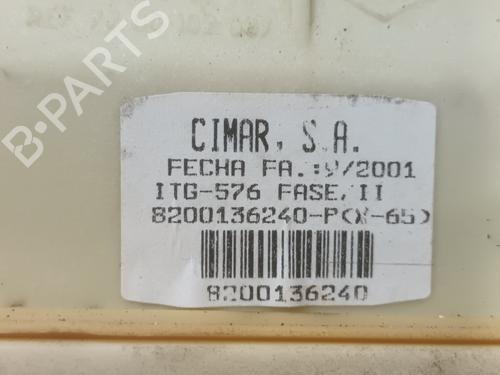 CIMAR, S.A.
FECHA FA.:9/2001
ITG-576 FASE/II
8200136240-P(X-65)
8200136240
B-PARTS